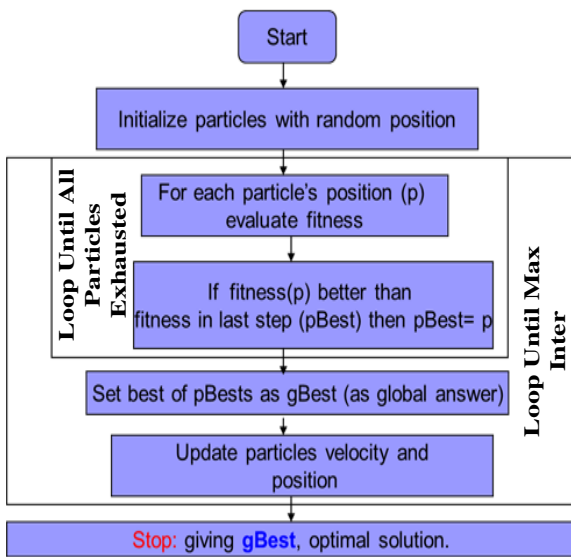 Start
Initialize particles with random position
Loop Until All
Particles
Exhausted
For each particle's position (p)
evaluate fitness
If fitness(p) better than
fitness in last step (pBest) then pBest= p
Loop Until Max
Inter
Set best of pBests as gBest (as global answer)
Update particles velocity and
position
Stop: giving gBest, optimal solution.